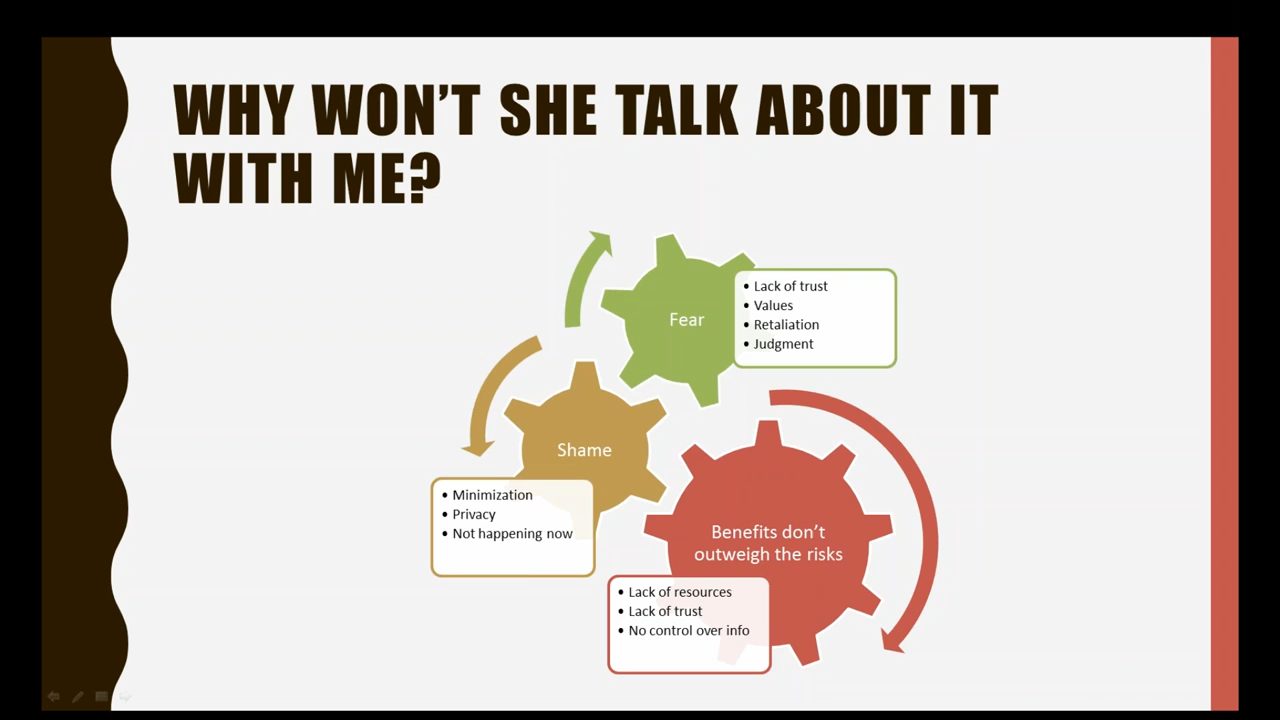 WHY WON'T SHE TALK ABOUT IT
WITH ME?
Fear
• Lack of trust
• Values
• Retaliation
• Judgment
Shame
• Minimization
• Privacy
• Not happening now
Benefits don't
outweigh the risks
• Lack of resources
• Lack of trust
• No control over info